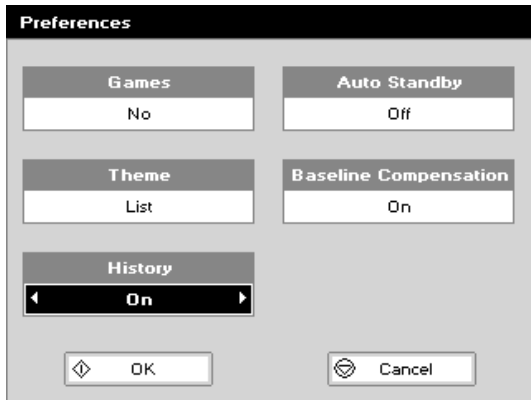 Preferences
Games
No
Auto Standby
Off
Theme
List
Baseline Compensation
On
History
On
OK
Cancel